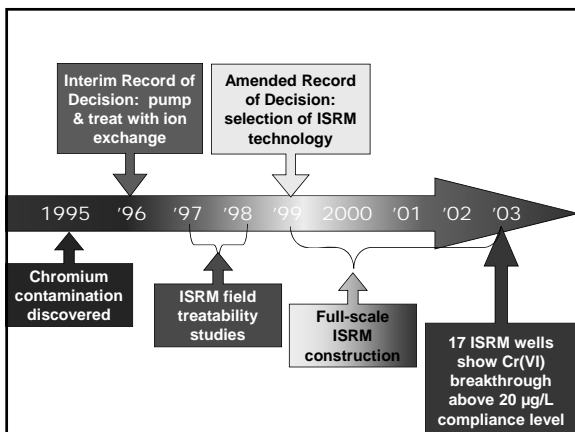 Interim Record of
Decision:  pump
& treat with ion
exchange
Amended Record
of Decision:
selection of ISRM
technology
1995 '96 '97 '98 '99 2000 '01 '02 '03
Chromium
contamination
discovered
ISRM field
treatability
studies
Full-scale
ISRM
construction
17 ISRM wells
show Cr(VI)
breakthrough
above 20 µg/L
compliance level